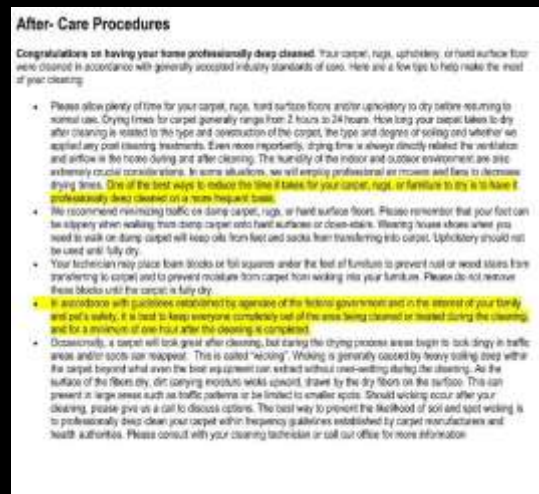 After- Care Procedures
Congratulations on having your home professionally deep cleaned. Your carpet, rugs, upholstery, or hard surface floor
were cleaned in accordance with generally accepted industry standards of care. Here are a few tips to help make the most
of your cleaning:
• Please allow plenty of time for your carpet, rugs, hard surface floors and/or upholstery to dry before returning to
normal use. Drying times for carpet generally range from 2 hours to 24 hours. How long your carpet takes to dry
after cleaning is related to the type and construction of the carpet, the type and degree of soiling and whether we
applied any post cleaning treatments. Even more importantly, drying time is always directly related the ventilation
and airflow in the home during and after cleaning. The humidity of the indoor and outdoor environment are also
extremely crucial considerations. In some situations, we will employ professional air movers and fans to decrease
drying times. One of the best ways to reduce the time it takes for your carpet, rugs, or furniture to dry is to have it
professionally deep cleaned on a more frequent basis.
• We recommend minimizing traffic on damp carpet, rugs, or hard surface floors. Please remember that your feet can
be slippery when walking from damp carpet onto hard surfaces or down-stairs. Wearing house shoes when you
need to walk on damp carpet will keep oils from feet and socks from transferring into carpet. Upholstery should not
be used until fully dry.
• Your technician may place foam blocks or foil squares under the feet of furniture to prevent rust or wood stains from
transferring to carpet and to prevent moisture from carpet from wicking into your furniture. Please do not remove
these blocks until the carpet is fully dry.
• In accordance with guidelines established by agencies of the federal government and in the interest of your family
and pet's safety, it is best to keep everyone completely out of the area being cleaned or treated during the cleaning,
and for a minimum of one hour after the cleaning is completed.
• Occasionally, a carpet will look great after cleaning, but during the drying process areas begin to look dingy in traffic
areas and/or spots can reappear. This is called "wicking". Wicking is generally caused by heavy soiling deep within
the carpet beyond what even the best equipment can extract without over-wetting during the cleaning. As the
surface of the fibers dry, dirt carrying moisture wicks upward, drawn by the dry fibers on the surface. This can
present in large areas such as traffic patterns or be limited to smaller spots. Should wicking occur after your
cleaning, please give us a call to discuss options. The best way to prevent the likelihood of soil and spot wicking is
to professionally deep clean your carpet within frequency guidelines established by carpet manufacturers and
health authorities. Please consult with your cleaning technician or call our office for more information